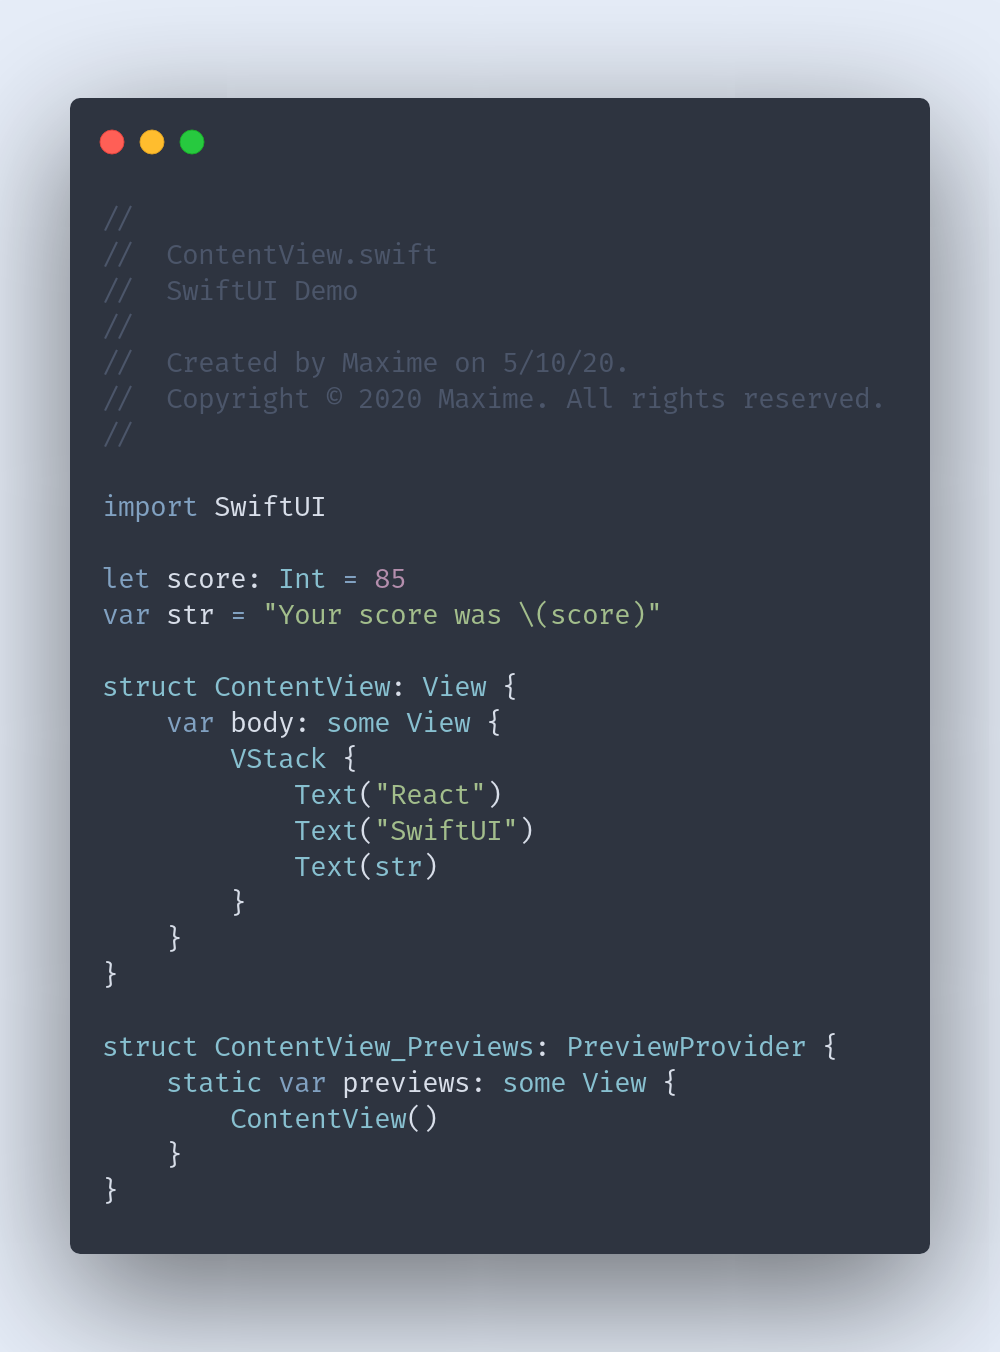 //
//  ContentView.swift
//  SwiftUI Demo
//
//  Created by Maxime on 5/10/20.
//  Copyright © 2020 Maxime. All rights reserved.
//

import SwiftUI

let score: Int = 85
var str = "Your score was \(score)"

struct ContentView: View {
    var body: some View {
        VStack {
            Text("React")
            Text("SwiftUI")
            Text(str)
        }
    }
}

struct ContentView_Previews: PreviewProvider {
    static var previews: some View {
        ContentView()
    }
}